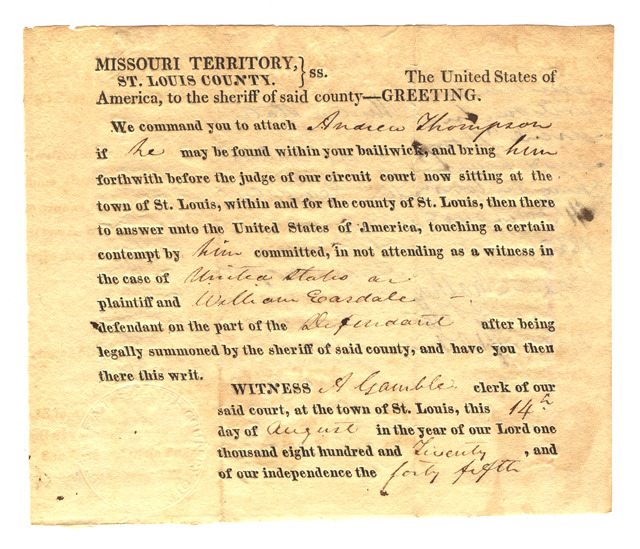 MISSOURI TERRITORY,
ST. LOUIS COUNTY. } ss. The United States of
America, to the sheriff of said county—GREETING.
We command you to attach Andrew Thompson
if he may be found within your bailiwick, and bring him
forthwith before the judge of our circuit court now sitting at the
town of St. Louis, within and for the county of St. Louis, then there
to answer unto the United States of America, touching a certain
contempt by him committed, in not attending as a witness in
the case of United States as
plaintiff and William Easdale
defendant on the part of the Defendant after being
legally summoned by the sheriff of said county, and have you then
there this writ.
WITNESS A Gamble clerk of our
said court, at the town of St. Louis, this 14th
day of August in the year of our Lord one
thousand eight hundred and Twenty, and
of our independence the forty fifth